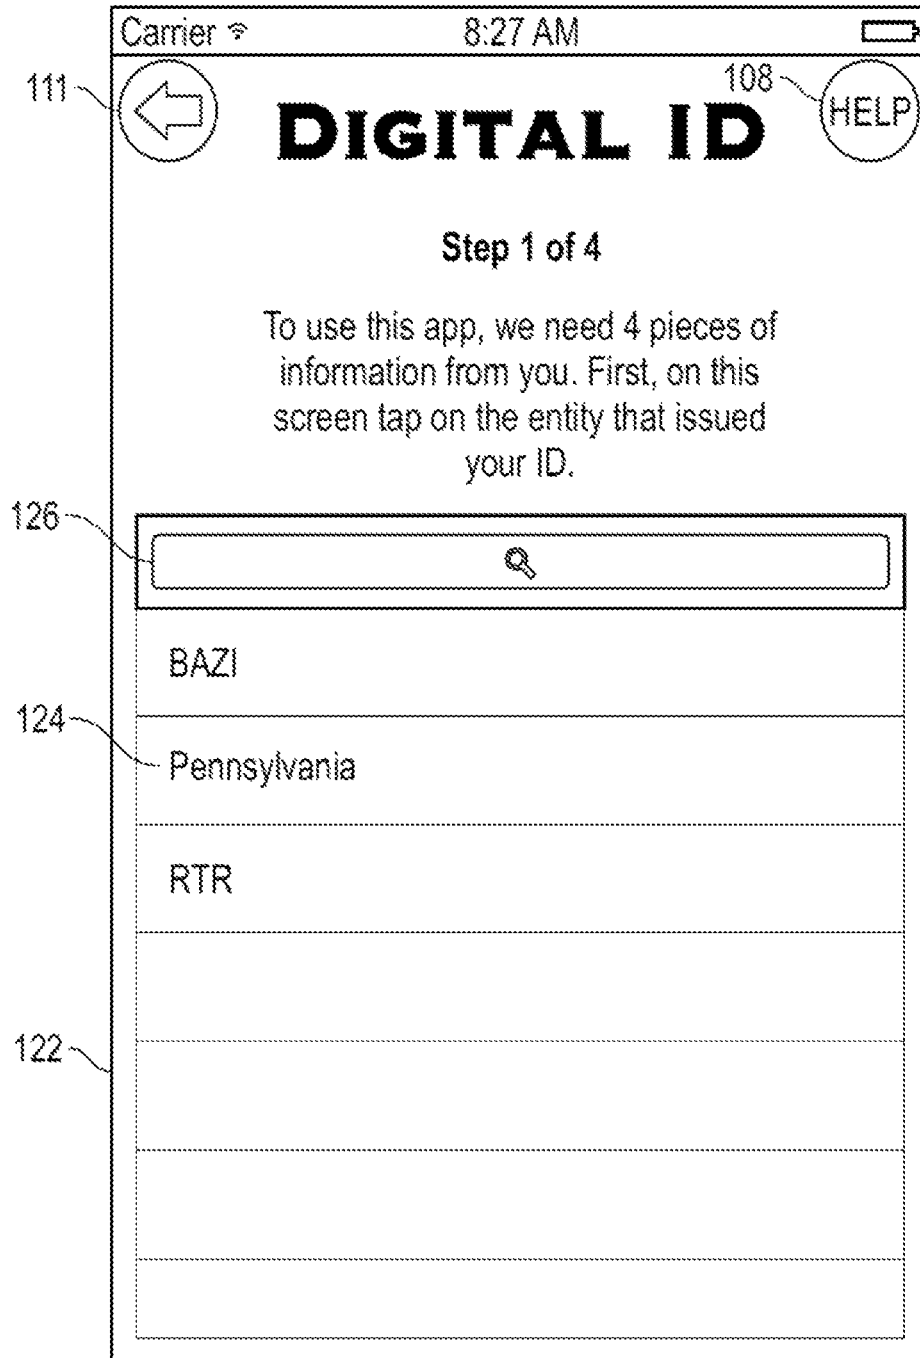 Carrier 8:27 AM
111
108
HELP
DIGITAL ID
Step 1 of 4
To use this app, we need 4 pieces of
information from you. First, on this
screen tap on the entity that issued
your ID.
126
BAZI
124
Pennsylvania
RTR
122